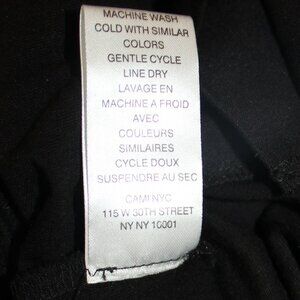 MACHINE WASH
COLD WITH SIMILAR
COLORS
GENTLE CYCLE
LINE DRY
LAVAGE EN
MACHINE A FROID
AVEC
COULEURS
SIMILAIRES
CYCLE DOUX
SUSPENDRE AU SEC
CAMI NYC
115 W 30TH STREET
NY NY 10001